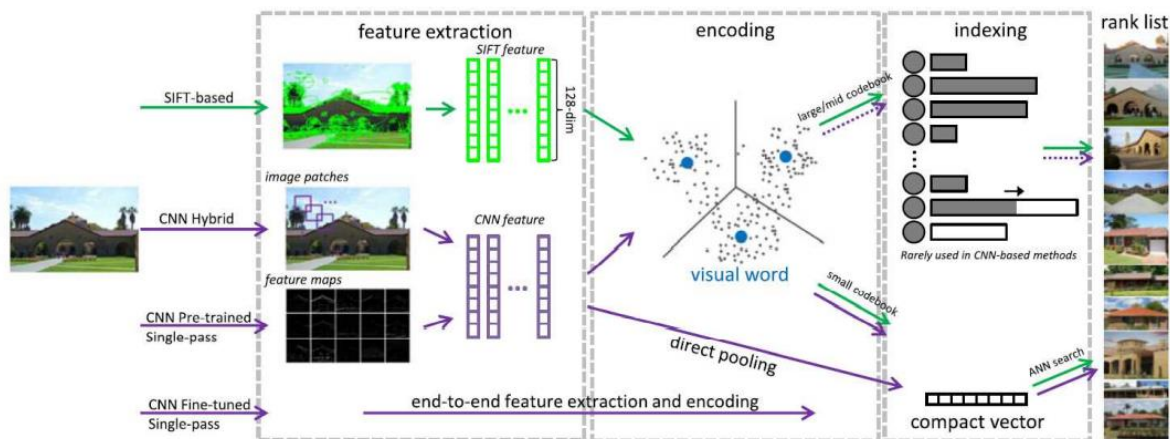 feature extraction
encoding
indexing
rank list
SIFT-based
SIFT feature
128-dim
large/mid codebook
image patches
CNN Hybrid
CNN feature
feature maps
visual word
Rarely used in CNN-based methods
CNN Pre-trained
Single-pass
small codebook
direct pooling
ANN search
CNN Fine-tuned
Single-pass
end-to-end feature extraction and encoding
compact vector